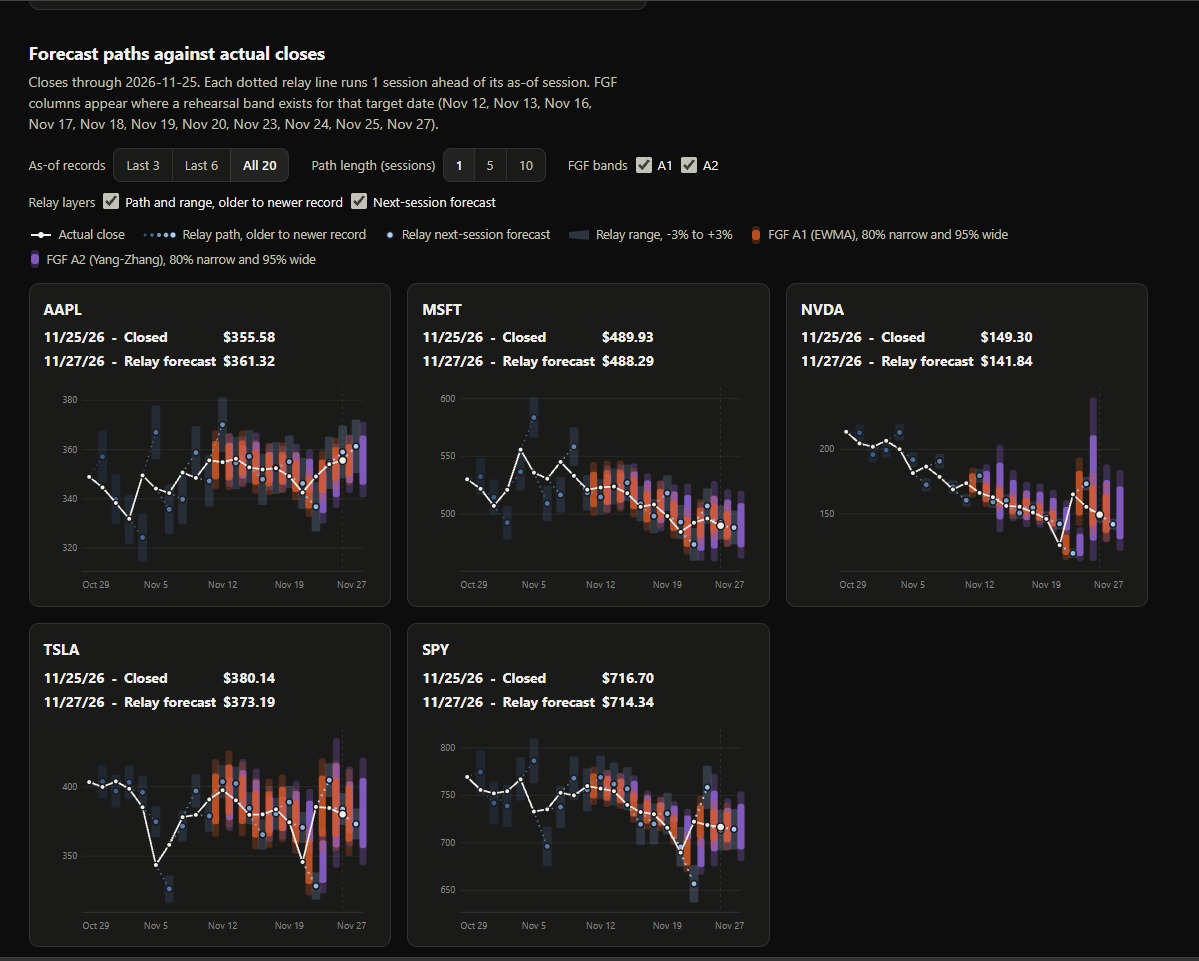 Forecast paths against actual closes
Closes through 2026-11-25. Each dotted relay line runs 1 session ahead of its as-of session. FGF
columns appear where a rehearsal band exists for that target date (Nov 12, Nov 13, Nov 16,
Nov 17, Nov 18, Nov 19, Nov 20, Nov 23, Nov 24, Nov 25, Nov 27).
As-of records Last 3 Last 6 All 20 Path length (sessions) 1 5 10 FGF bands A1 A2
Relay layers Path and range, older to newer record Next-session forecast
Actual close Relay path, older to newer record Relay next-session forecast Relay range, -3% to +3% FGF A1 (EWMA), 80% narrow and 95% wide
FGF A2 (Yang-Zhang), 80% narrow and 95% wide
AAPL
11/25/26 - Closed $355.58
11/27/26 - Relay forecast $361.32
380
360
340
320
Oct 29 Nov 5 Nov 12 Nov 19 Nov 27
MSFT
11/25/26 - Closed $489.93
11/27/26 - Relay forecast $488.29
600
550
500
Oct 29 Nov 5 Nov 12 Nov 19 Nov 27
NVDA
11/25/26 - Closed $149.30
11/27/26 - Relay forecast $141.84
200
150
Oct 29 Nov 5 Nov 12 Nov 19 Nov 27
TSLA
11/25/26 - Closed $380.14
11/27/26 - Relay forecast $373.19
400
350
Oct 29 Nov 5 Nov 12 Nov 19 Nov 27
SPY
11/25/26 - Closed $716.70
11/27/26 - Relay forecast $714.34
800
750
700
650
Oct 29 Nov 5 Nov 12 Nov 19 Nov 27